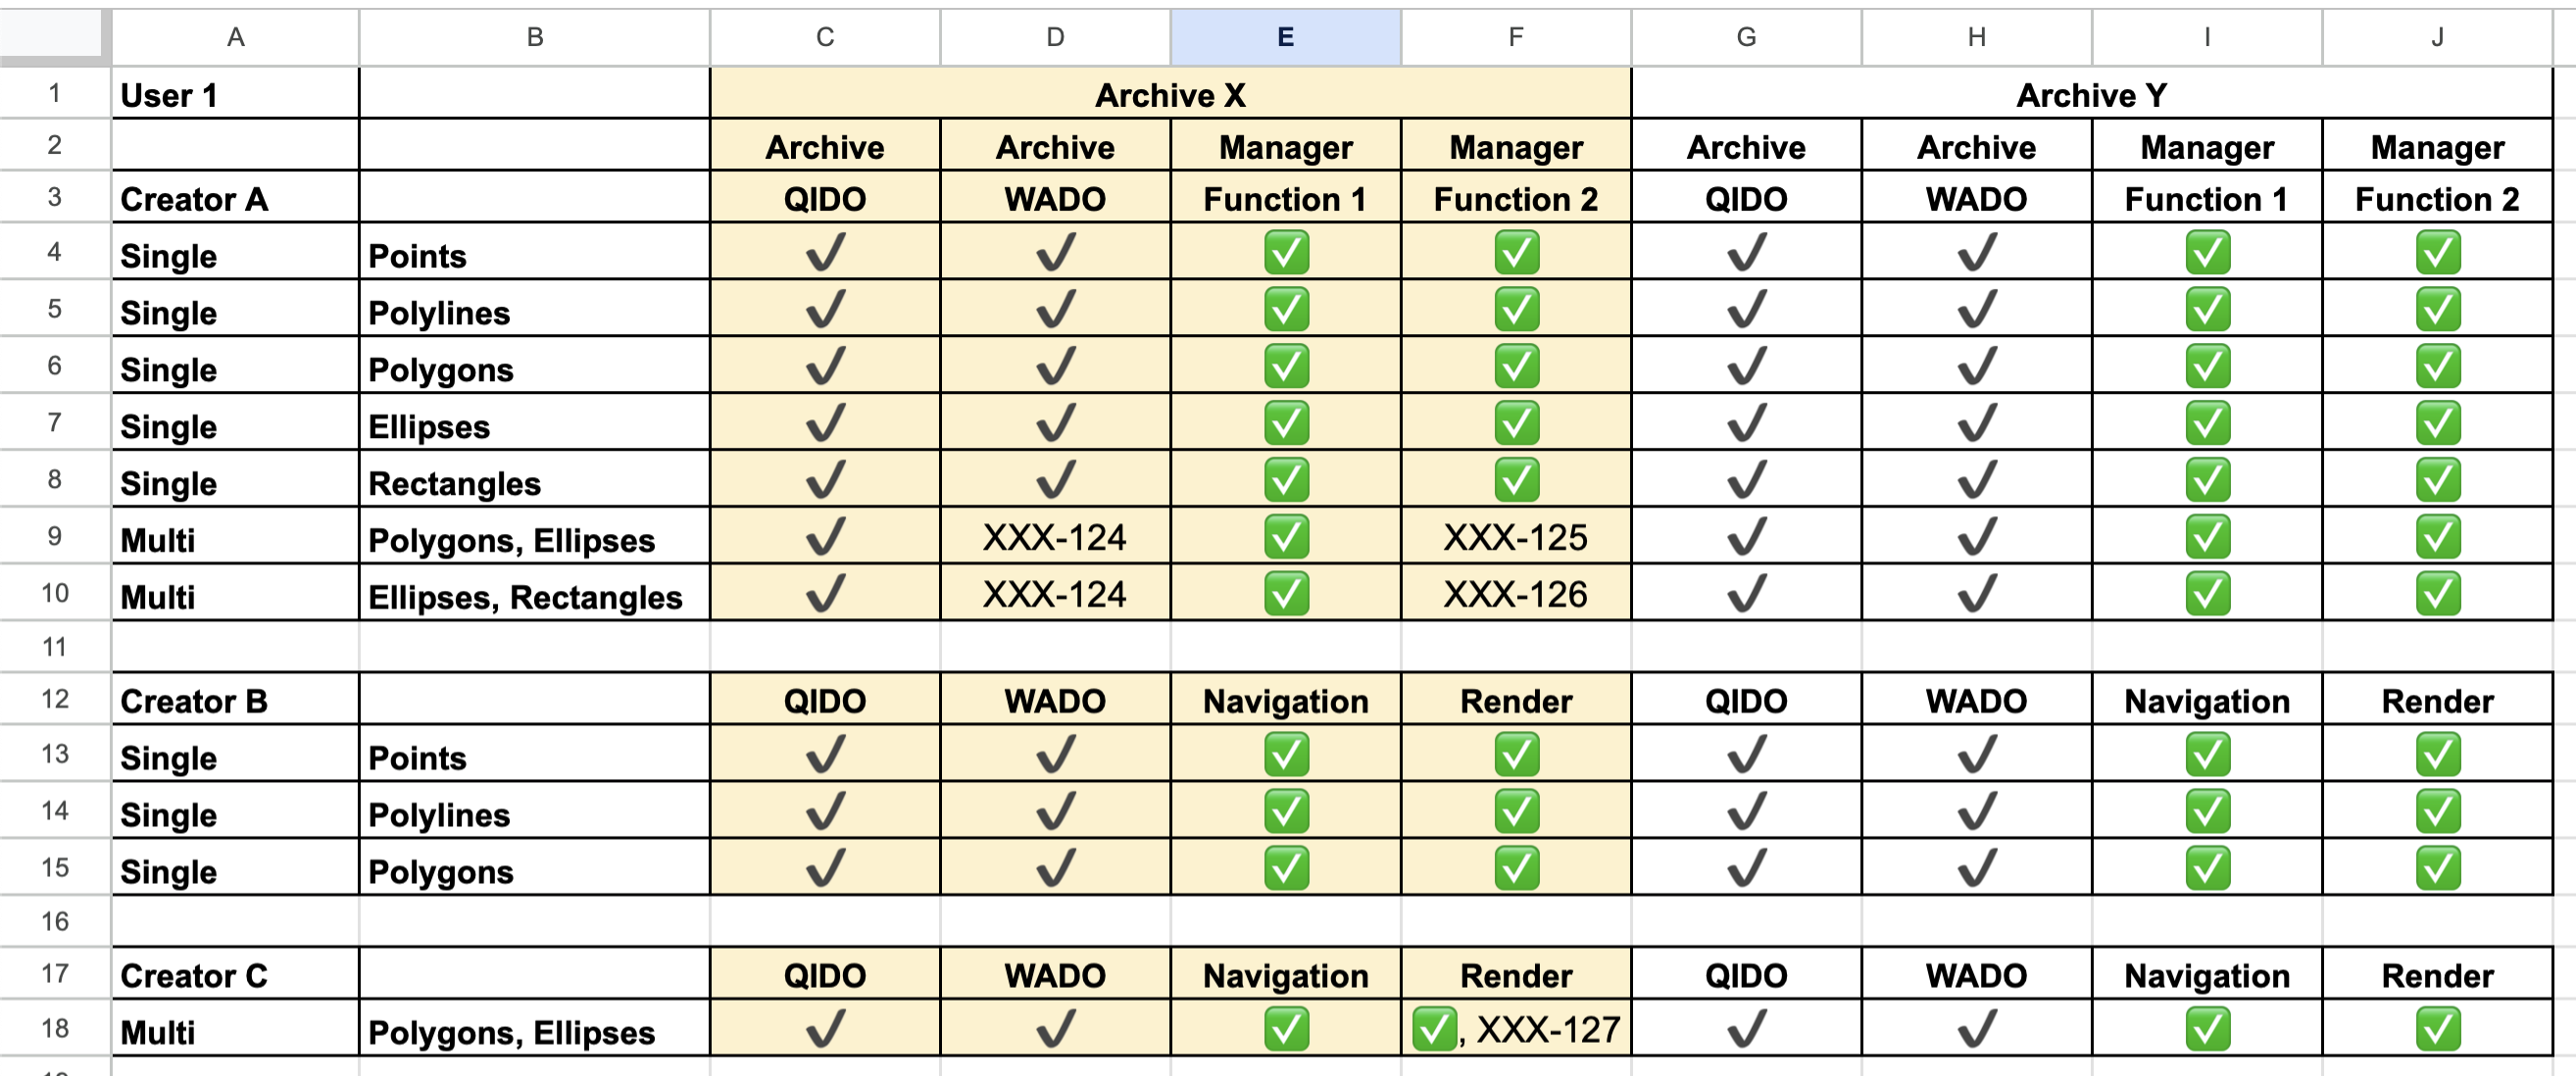 A B C D E F G H I J
1 User 1 Archive X Archive Y
2 Archive Archive Manager Manager Archive Archive Manager Manager
3 Creator A QIDO WADO Function 1 Function 2 QIDO WADO Function 1 Function 2
4 Single Points ✔ ✔ ✅ ✅ ✔ ✔ ✅ ✅
5 Single Polylines ✔ ✔ ✅ ✅ ✔ ✔ ✅ ✅
6 Single Polygons ✔ ✔ ✅ ✅ ✔ ✔ ✅ ✅
7 Single Ellipses ✔ ✔ ✅ ✅ ✔ ✔ ✅ ✅
8 Single Rectangles ✔ ✔ ✅ ✅ ✔ ✔ ✅ ✅
9 Multi Polygons, Ellipses ✔ XXX-124 ✅ XXX-125 ✔ ✔ ✅ ✅
10 Multi Ellipses, Rectangles ✔ XXX-124 ✅ XXX-126 ✔ ✔ ✅ ✅
11
12 Creator B QIDO WADO Navigation Render QIDO WADO Navigation Render
13 Single Points ✔ ✔ ✅ ✅ ✔ ✔ ✅ ✅
14 Single Polylines ✔ ✔ ✅ ✅ ✔ ✔ ✅ ✅
15 Single Polygons ✔ ✔ ✅ ✅ ✔ ✔ ✅ ✅
16
17 Creator C QIDO WADO Navigation Render QIDO WADO Navigation Render
18 Multi Polygons, Ellipses ✔ ✔ ✅ ✅, XXX-127 ✔ ✔ ✅ ✅